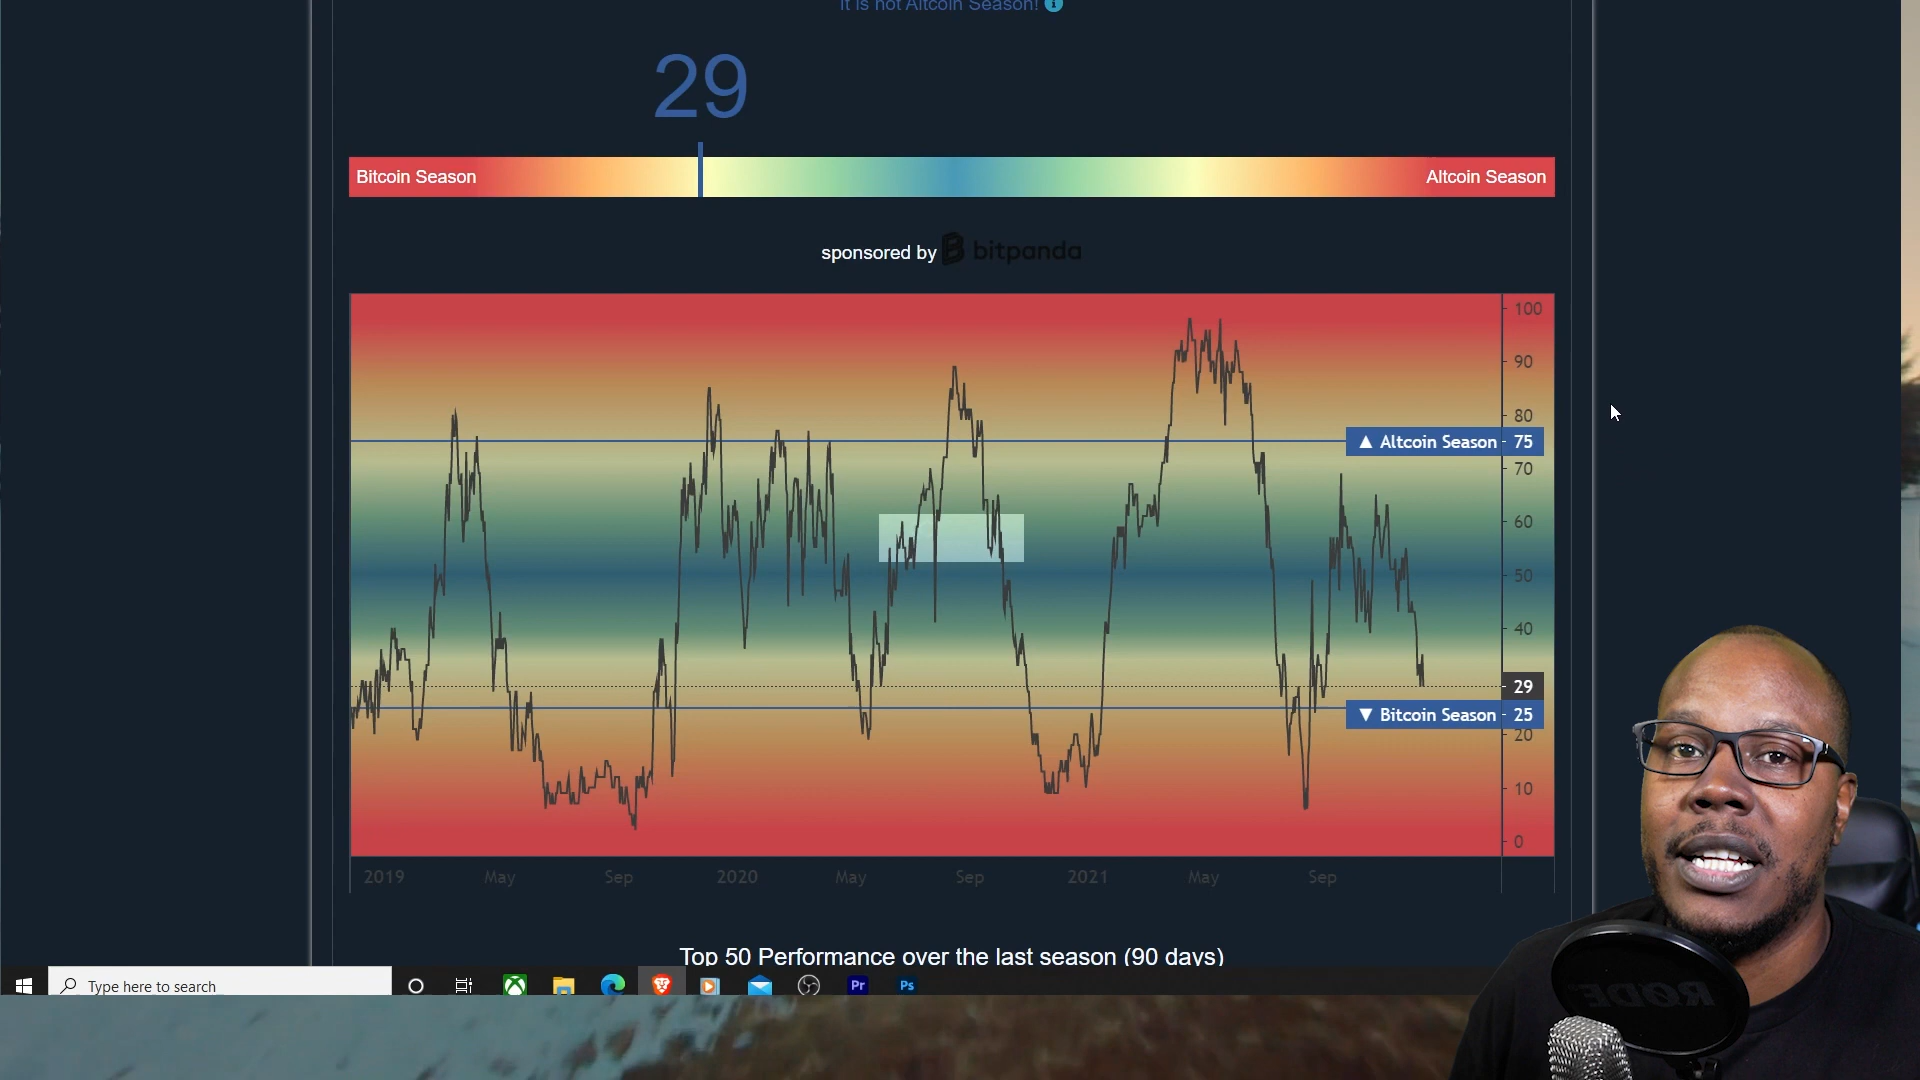 It is not Altcoin Season!
29
Bitcoin Season
Altcoin Season
sponsored by bitpanda
100
90
80
▲ Altcoin Season 75
70
60
50
40
29
▼ Bitcoin Season 25
20
10
0
2019 May Sep 2020 May Sep 2021 May Sep
Top 50 Performance over the last season (90 days)
Type here to search
Pr
Ps
RØDE